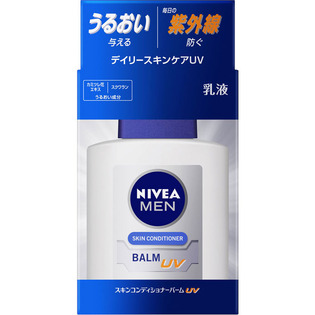 うるおい
与える
毎日の
紫外線
防ぐ
デイリースキンケアUV
カミツレ花
エキス
スクワラン
うるおい成分
乳液
NIVEA
MEN
SKIN CONDITIONER
BALM UV
スキンコンディショナーバームUV